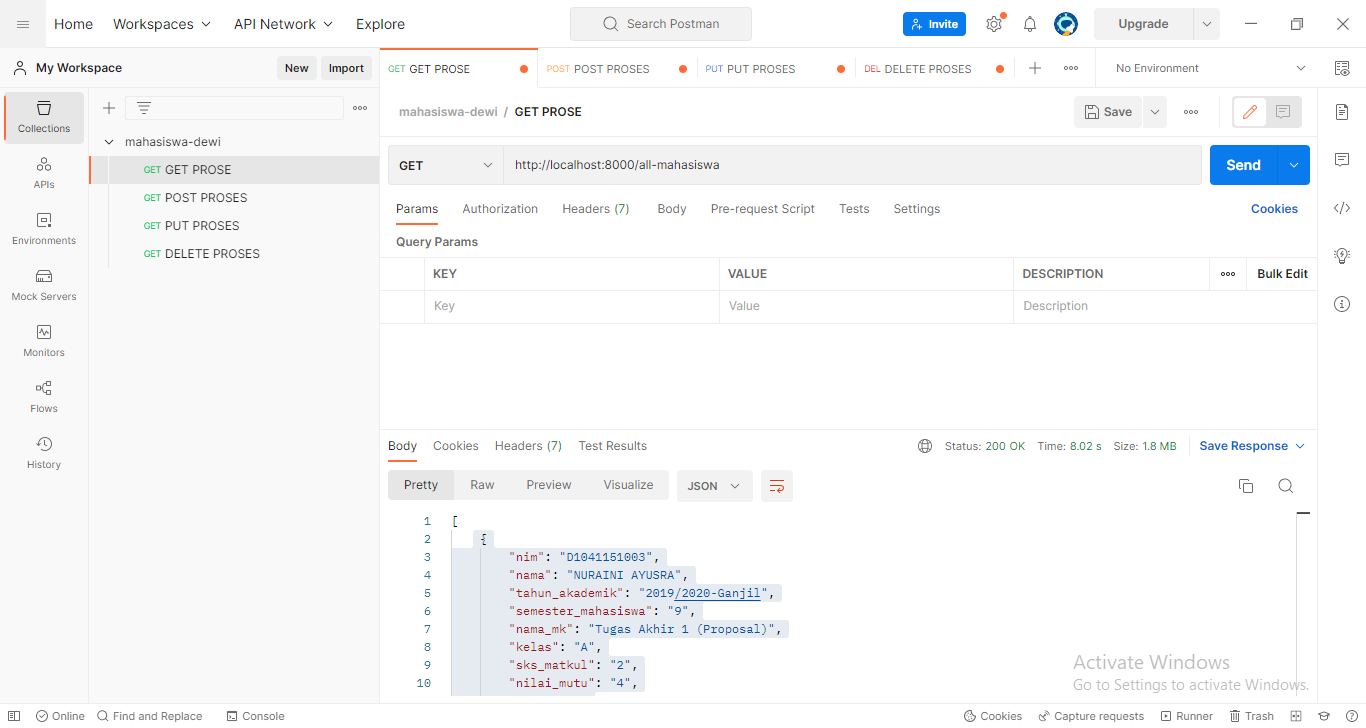 Home Workspaces API Network Explore Search Postman Invite Upgrade
My Workspace New Import GET GET PROSE POST POST PROSES PUT PUT PROSES DEL DELETE PROSES No Environment
Collections
APIs
Environments
Mock Servers
Monitors
Flows
History
mahasiswa-dewi
GET GET PROSE
GET POST PROSES
GET PUT PROSES
GET DELETE PROSES
mahasiswa-dewi / GET PROSE Save
GET http://localhost:8000/all-mahasiswa Send
Params Authorization Headers (7) Body Pre-request Script Tests Settings Cookies
Query Params
KEY VALUE DESCRIPTION Bulk Edit
Key Value Description
Body Cookies Headers (7) Test Results Status: 200 OK Time: 8.02 s Size: 1.8 MB Save Response
Pretty Raw Preview Visualize JSON
1 [
2 {
3 "nim": "D1041151003",
4 "nama": "NURAINI AYUSRA",
5 "tahun_akademik": "2019/2020-Ganjil",
6 "semester_mahasiswa": "9",
7 "nama_mk": "Tugas Akhir 1 (Proposal)",
8 "kelas": "A",
9 "sks_matkul": "2",
10 "nilai_mutu": "4",
Activate Windows
Go to Settings to activate Windows.
Online Find and Replace Console Cookies Capture requests Runner Trash